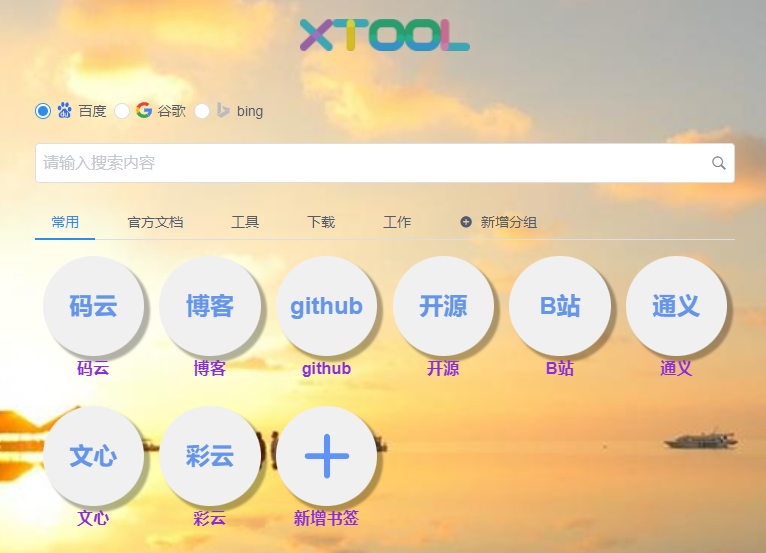 XTOOL
百度 谷歌 bing
请输入搜索内容
常用 官方文档 工具 下载 工作 新增分组
码云 博客 github 开源 B站 通义
码云 博客 github 开源 B站 通义
文心 彩云
文心 彩云 新增书签